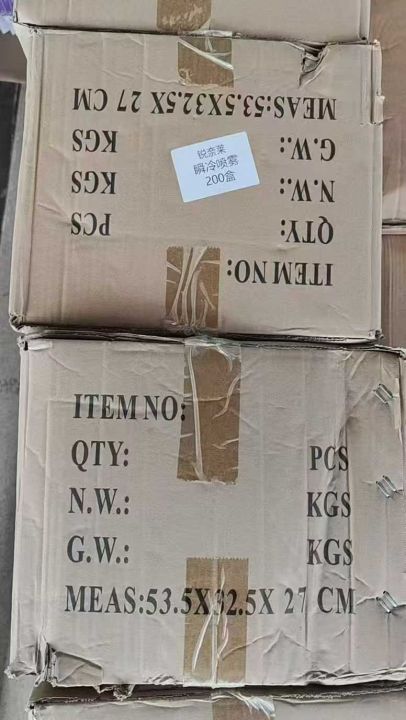 MEAS:53.5X32.5X 27 CM
G.W.: KGS
N.W.: KGS
QTY: PCS
ITEM NO:
锐奈莱
瞬冷喷雾
200盒
ITEM NO:
QTY: PCS
N.W.: KGS
G.W.: KGS
MEAS:53.5X32.5X 27 CM